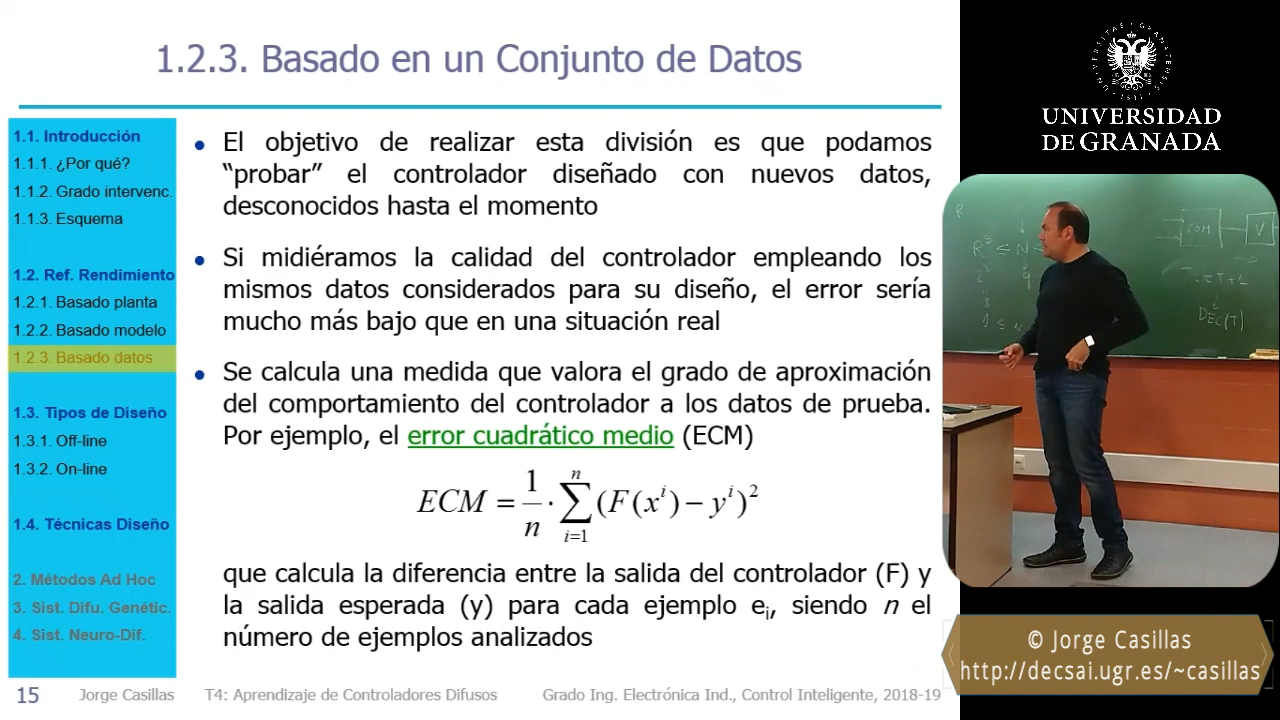 1.2.3. Basado en un Conjunto de Datos
1.1. Introducción
1.1.1. ¿Por qué?
1.1.2. Grado intervenc.
1.1.3. Esquema
1.2. Ref. Rendimiento
1.2.1. Basado planta
1.2.2. Basado modelo
1.2.3. Basado datos
1.3. Tipos de Diseño
1.3.1. Off-line
1.3.2. On-line
1.4. Técnicas Diseño
2. Métodos Ad Hoc
3. Sist. Difu. Genétic.
4. Sist. Neuro-Dif.
• El objetivo de realizar esta división es que podamos
“probar” el controlador diseñado con nuevos datos,
desconocidos hasta el momento
• Si midiéramos la calidad del controlador empleando los
mismos datos considerados para su diseño, el error sería
mucho más bajo que en una situación real
• Se calcula una medida que valora el grado de aproximación
del comportamiento del controlador a los datos de prueba.
Por ejemplo, el error cuadrático medio (ECM)
ECM = 1/n · ∑ⁿᵢ₌₁ (F(xⁱ) − yⁱ)²
que calcula la diferencia entre la salida del controlador (F) y
la salida esperada (y) para cada ejemplo eᵢ, siendo n el
número de ejemplos analizados
15 Jorge Casillas T4: Aprendizaje de Controladores Difusos Grado Ing. Electrónica Ind., Control Inteligente, 2018-19
UNIVERSIDAD
DE GRANADA
DEC(T)
© Jorge Casillas
http://decsai.ugr.es/~casillas